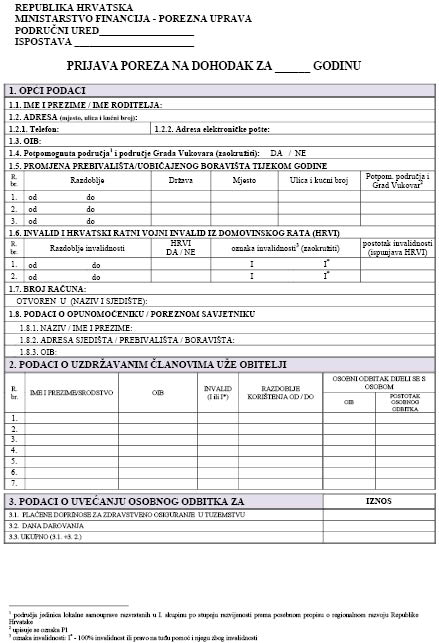 REPUBLIKA HRVATSKA
MINISTARSTVO FINANCIJA - POREZNA UPRAVA
PODRUČNI URED___________________
ISPOSTAVA ________________________
PRIJAVA POREZA NA DOHODAK ZA ______ GODINU
1. OPĆI PODACI
1.1. IME I PREZIME / IME RODITELJA:
1.2. ADRESA (mjesto, ulica i kućni broj):
1.2.1. Telefon: 1.2.2. Adresa elektroničke pošte:
1.3. OIB:
1.4. Potpomognuta područja¹ i područje Grada Vukovara (zaokružiti): DA / NE
1.5. PROMJENA PREBIVALIŠTA/UOBIČAJENOG BORAVIŠTA TIJEKOM GODINE
R. br. Razdoblje Država Mjesto Ulica i kućni broj Potpom. područja i Grad Vukovar²
1. od do
2. od do
3. od do
1.6. INVALID I HRVATSKI RATNI VOJNI INVALID IZ DOMOVINSKOG RATA (HRVI)
R. br. Razdoblje invalidnosti HRVI DA / NE oznaka invalidnosti³ (zaokružiti) postotak invalidnosti (ispunjava HRVI)
1. od do I I*
2. od do I I*
1.7. BROJ RAČUNA:
OTVOREN U (NAZIV I SJEDIŠTE):
1.8. PODACI O OPUNOMOĆENIKU / POREZNOM SAVJETNIKU
1.8.1. NAZIV / IME I PREZIME:
1.8.2. ADRESA SJEDIŠTA / PREBIVALIŠTA / BORAVIŠTA:
1.8.3. OIB:
2. PODACI O UZDRŽAVANIM ČLANOVIMA UŽE OBITELJI
R. br. IME I PREZIME/SRODSTVO OIB INVALID (I ili I*) RAZDOBLJE KORIŠTENJA OD / DO OSOBNI ODBITAK DIJELI SE S OSOBOM
OIB POSTOTAK OSOBNOG ODBITKA
1.
2.
3.
4.
5.
6.
7.
3. PODACI O UVEĆANJU OSOBNOG ODBITKA ZA IZNOS
3.1. PLAĆENE DOPRINOSE ZA ZDRAVSTVENO OSIGURANJE U TUZEMSTVU
3.2. DANA DAROVANJA
3.3. UKUPNO (3.1. +3. 2.)
¹ područja jedinica lokalne samouprave razvrstanih u I. skupinu po stupnju razvijenosti prema posebnom propisu o regionalnom razvoju Republike
Hrvatske
² upisuje se oznaka P1
³ oznaka invalidnosti: I* - 100% invalidnost ili pravo na tuđu pomoć i njegu zbog invalidnosti